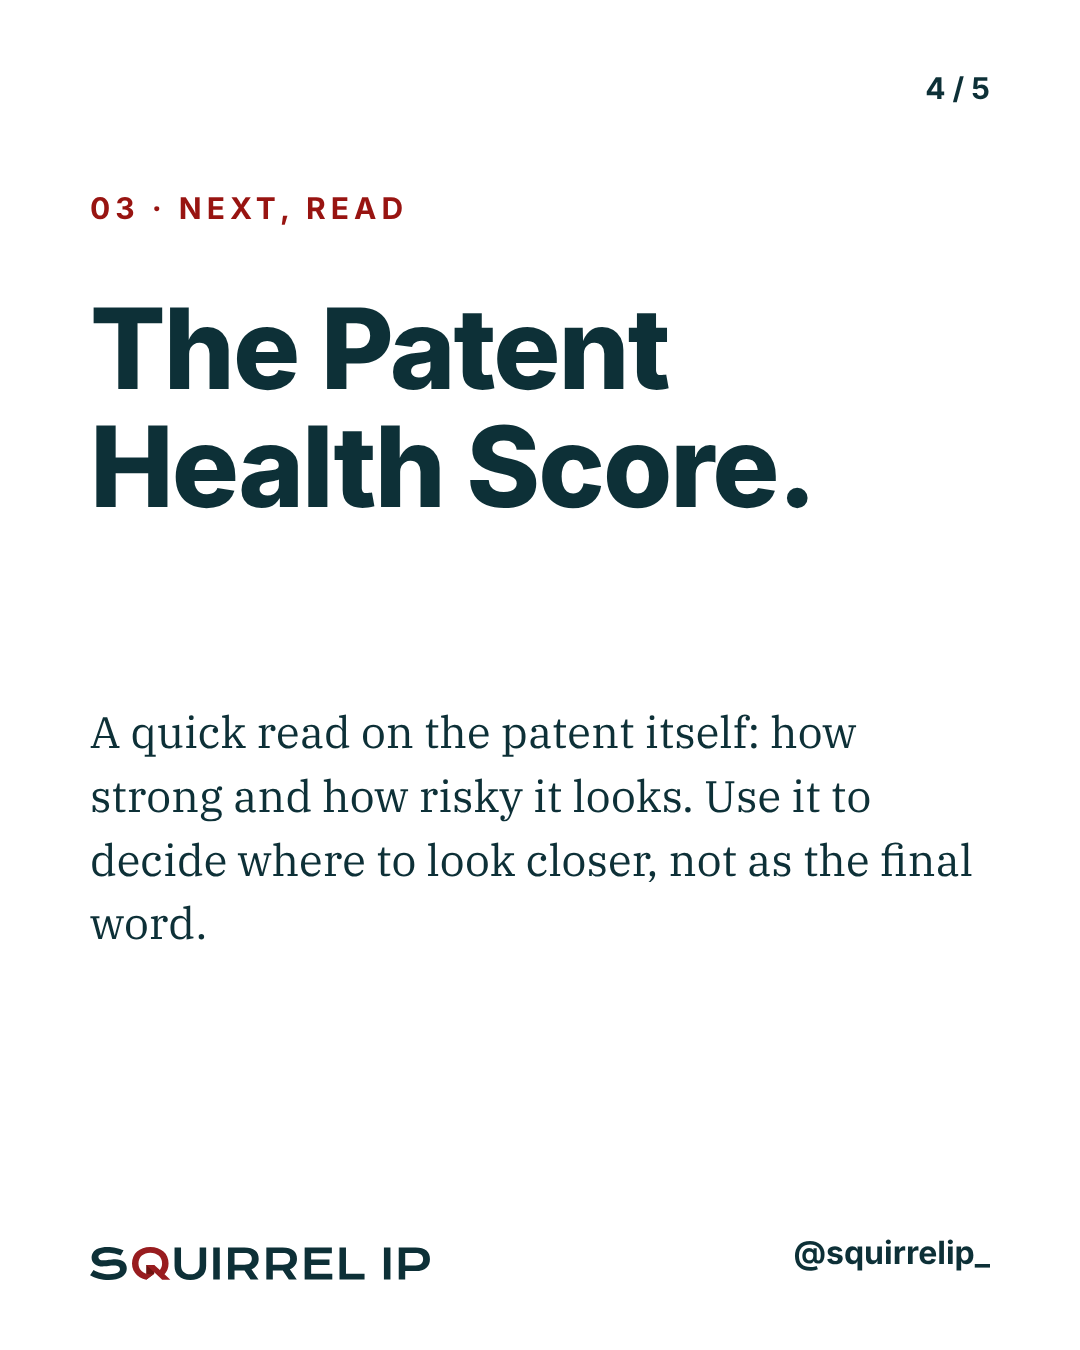 4 / 5
03 · NEXT, READ
The Patent
Health Score.
A quick read on the patent itself: how
strong and how risky it looks. Use it to
decide where to look closer, not as the final
word.
SQUIRREL IP
@squirrelip_